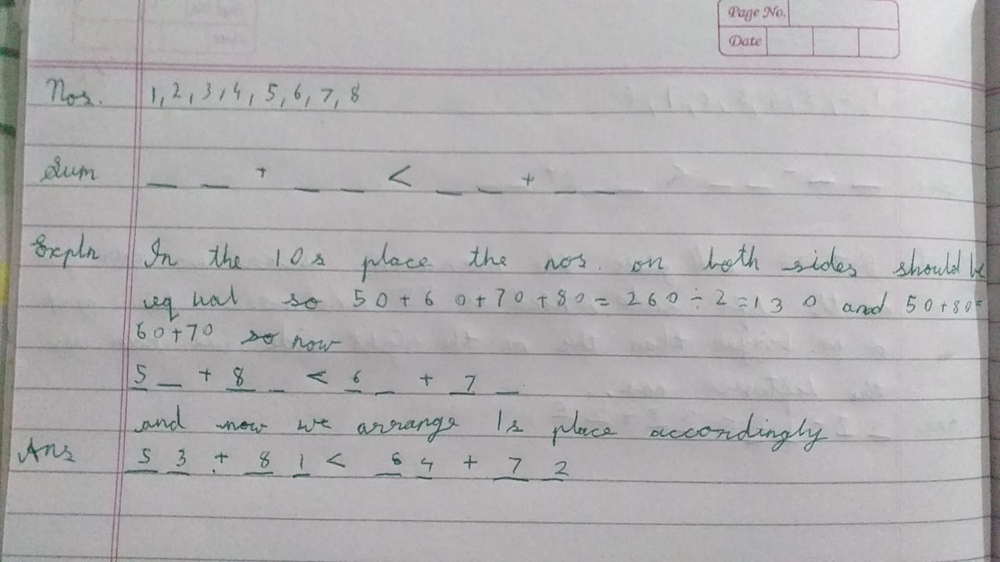 Page No.
Date
Nos. 1, 2, 3, 4, 5, 6, 7, 8
Sum _ _ + _ _ < _ _ + _ _
Expln In the 10s place the nos. on both sides should be
equal so 50+60+70+80=260÷2=130 and 50+80=
60+70 so now
5 _ + 8 _ < 6 _ + 7 _
and now we arrange 1s place accordingly
Ans 5 3 + 8 1 < 6 4 + 7 2